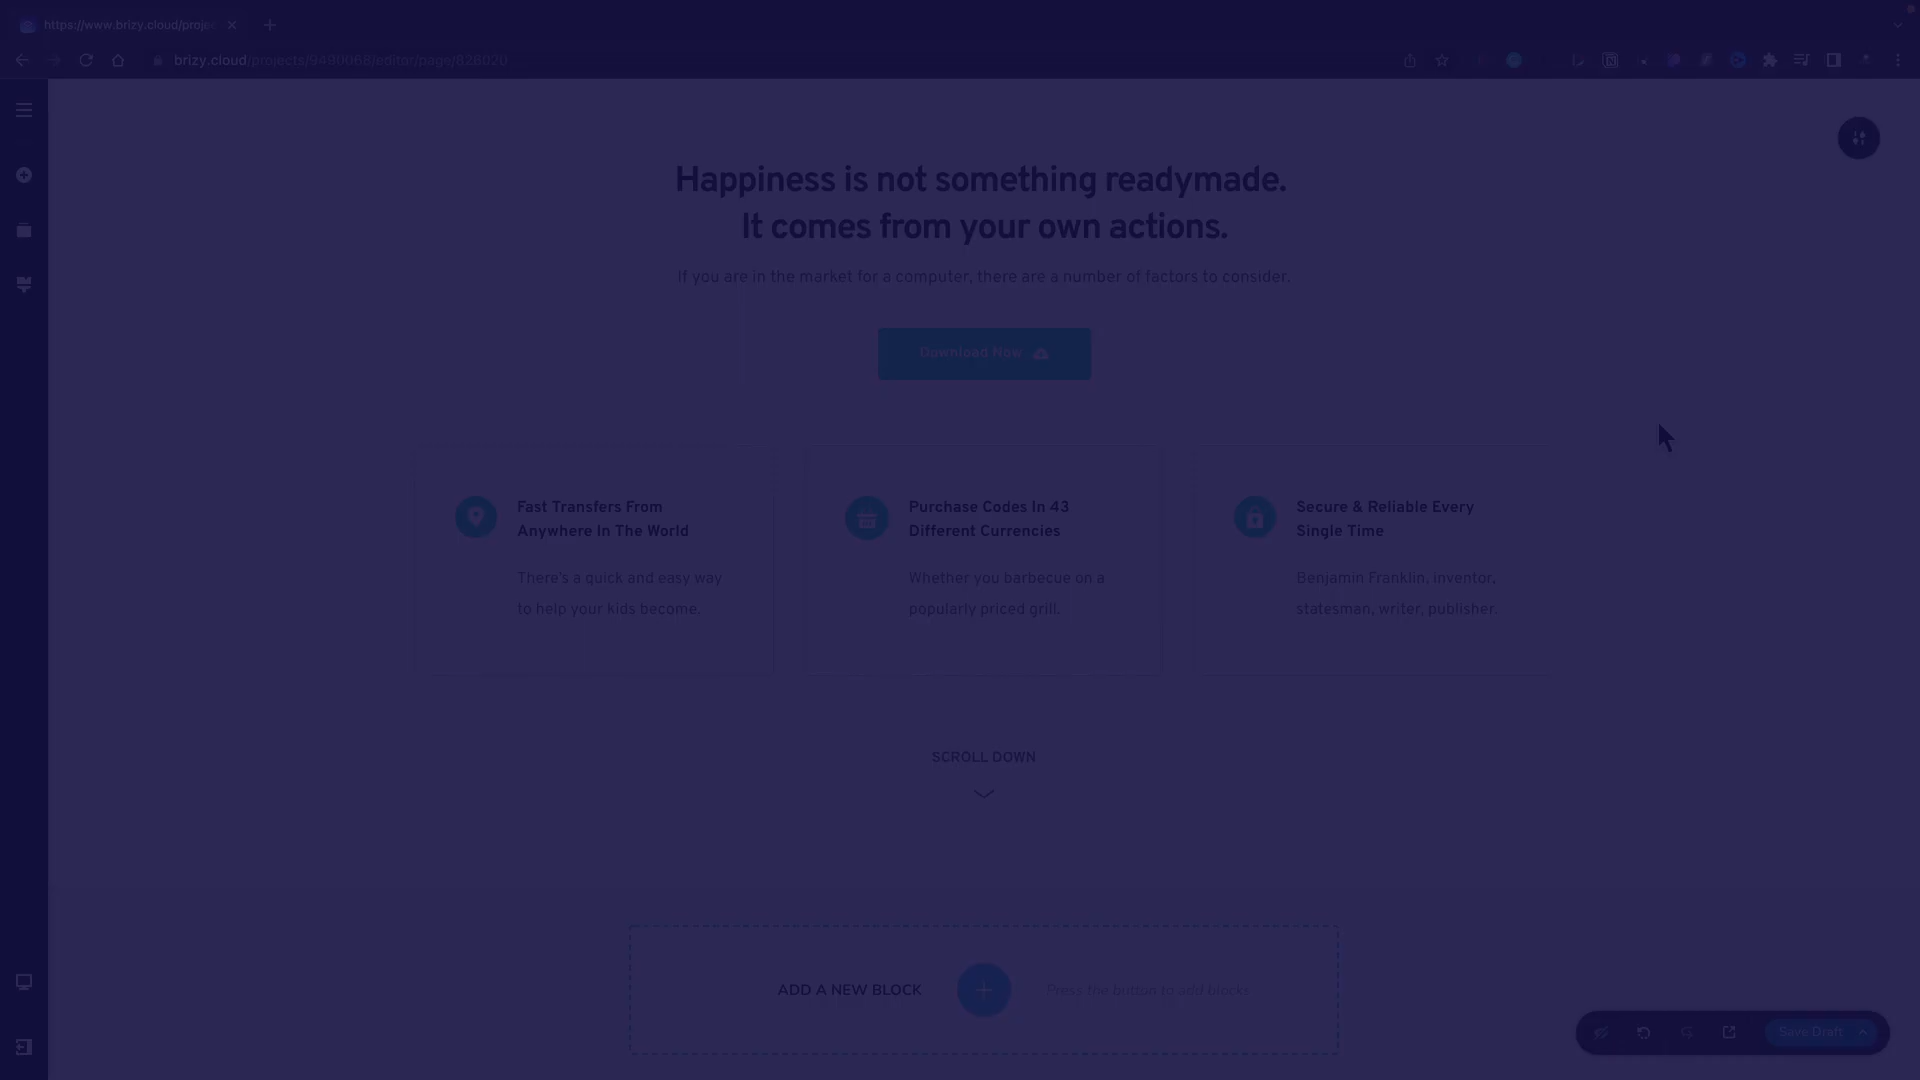 https://www.brizy.cloud/proje
brizy.cloud/projects/9490068/editor/page/828020
Happiness is not something readymade.
It comes from your own actions.
If you are in the market for a computer, there are a number of factors to consider.
Download Now
Fast Transfers From
Anywhere In The World
There's a quick and easy way
to help your kids become.
Purchase Codes In 43
Different Currencies
Whether you barbecue on a
popularly priced grill.
Secure & Reliable Every
Single Time
Benjamin Franklin, inventor,
statesman, writer, publisher.
SCROLL DOWN
ADD A NEW BLOCK
Press the button to add blocks
Save Draft